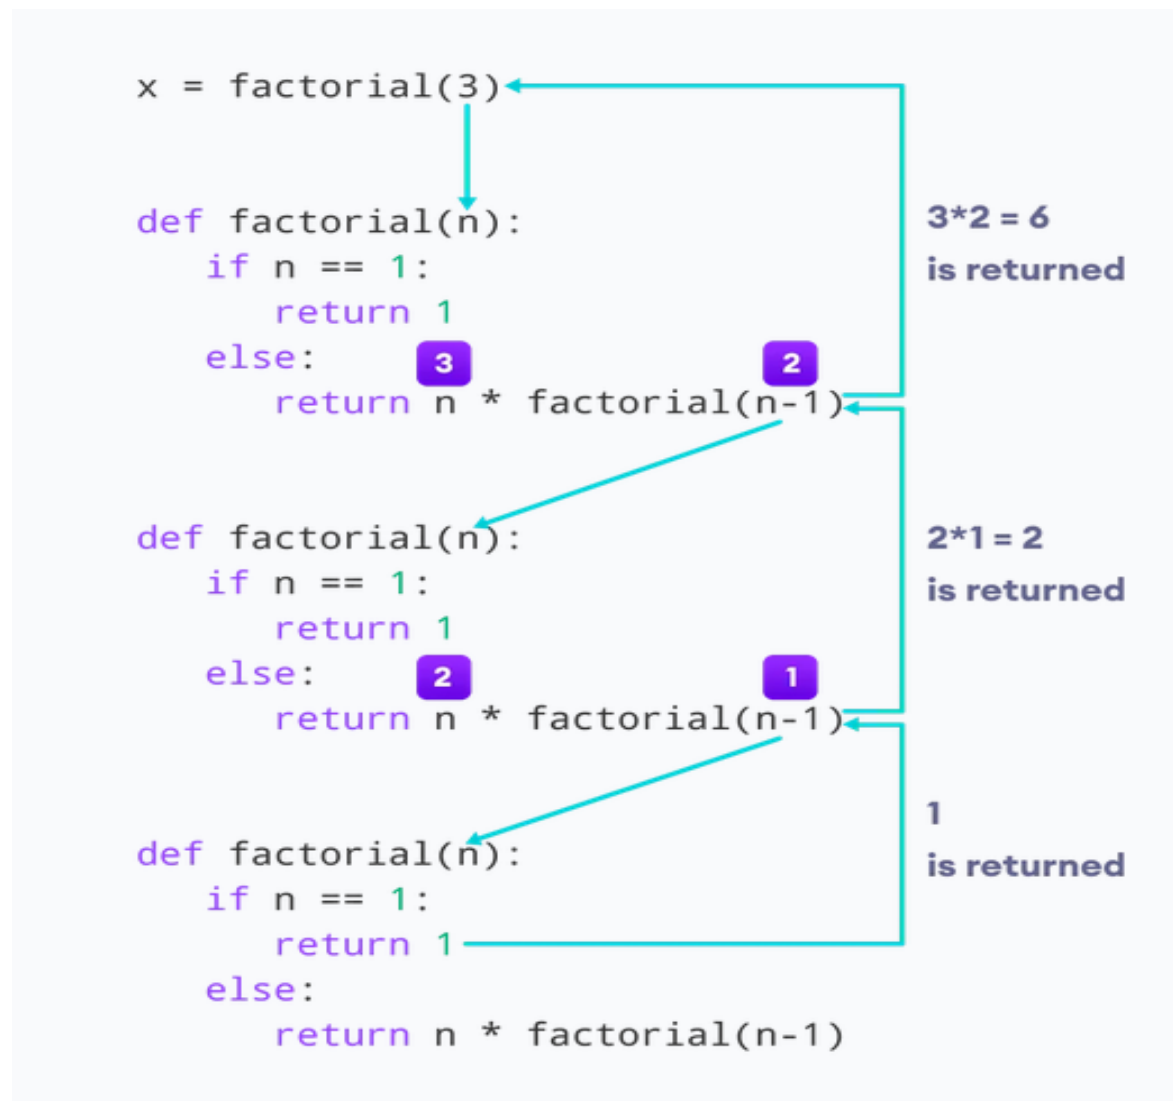 x = factorial(3)
def factorial(n):
if n == 1:
return 1
else:
3
2
return n * factorial(n-1)
3*2 = 6
is returned
def factorial(n):
if n == 1:
return 1
else:
2
1
return n * factorial(n-1)
2*1 = 2
is returned
def factorial(n):
if n == 1:
return 1
else:
return n * factorial(n-1)
1
is returned